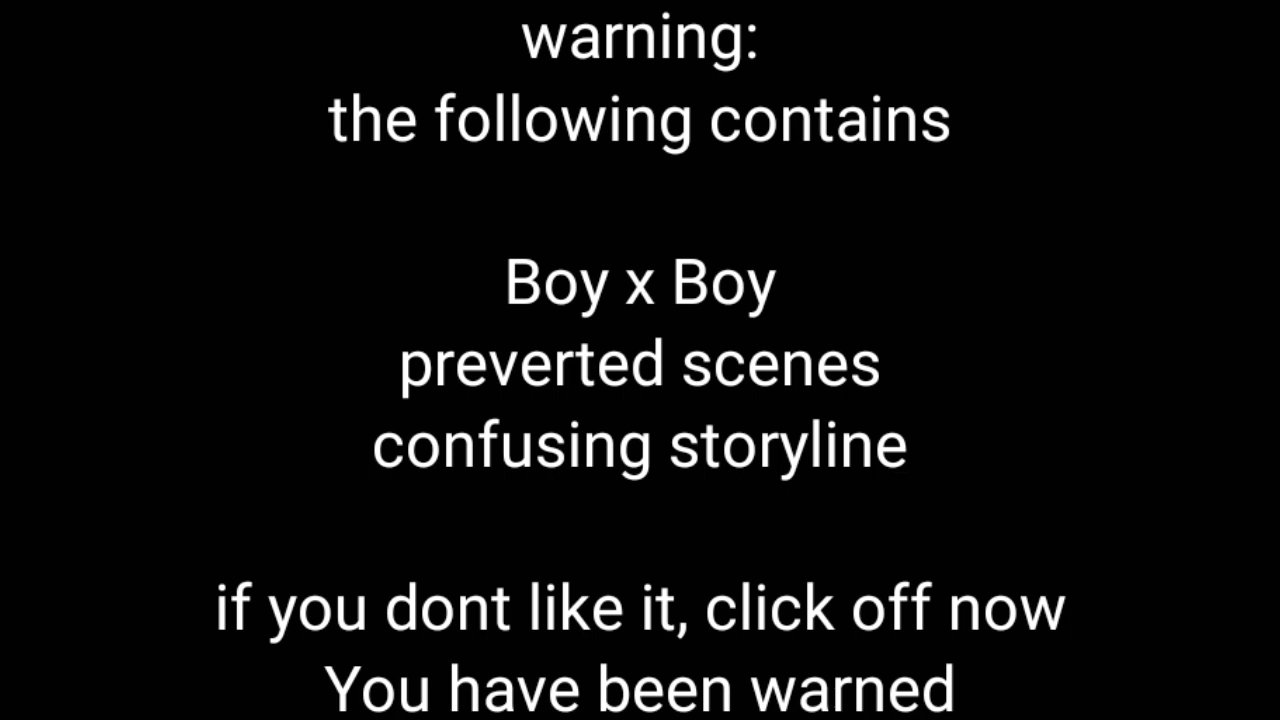 warning:
the following contains
Boy x Boy
preverted scenes
confusing storyline
if you dont like it, click off now
You have been warned